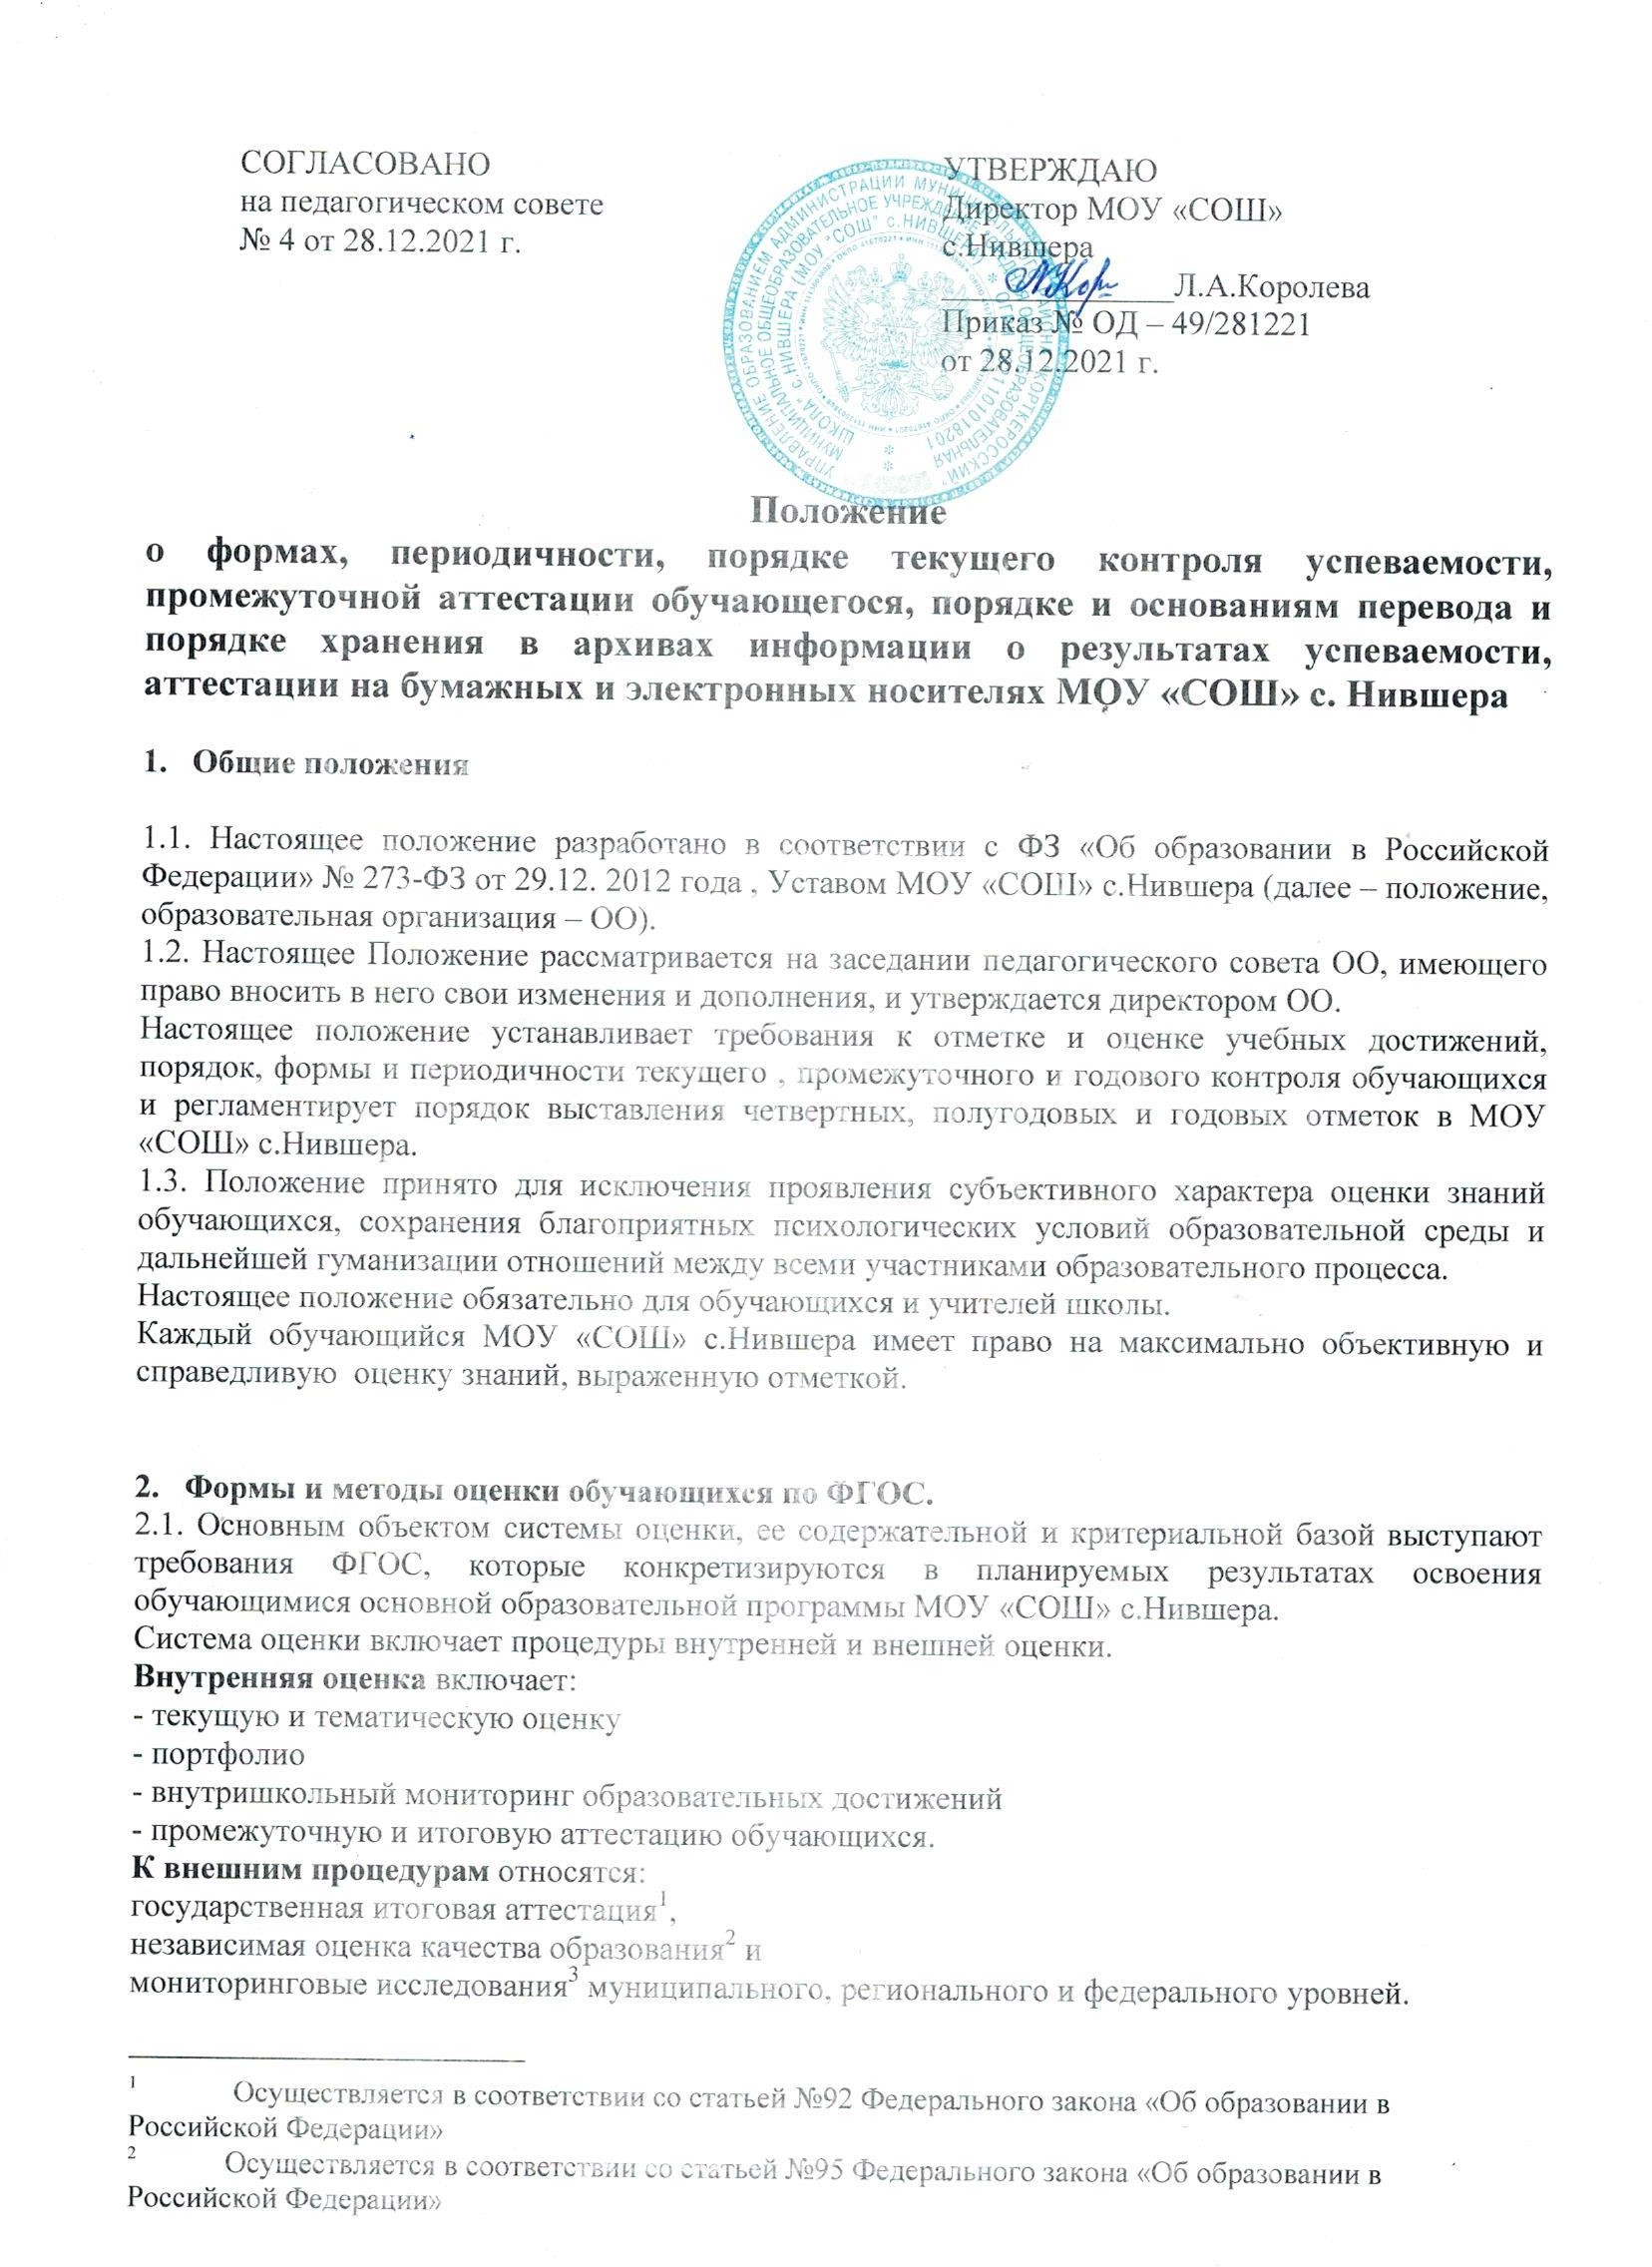 СОГЛАСОВАНО
на педагогическом совете
№ 4 от 28.12.2021 г.
УТВЕРЖДАЮ
Директор МОУ «СОШ»
с.Нившера
Л.А.Королева
Приказ № ОД – 49/281221
от 28.12.2021 г.
Положение
о формах, периодичности, порядке текущего контроля успеваемости,
промежуточной аттестации обучающегося, порядке и основаниям перевода и
порядке хранения в архивах информации о результатах успеваемости,
аттестации на бумажных и электронных носителях МОУ «СОШ» с. Нившера
1. Общие положения
1.1. Настоящее положение разработано в соответствии с ФЗ «Об образовании в Российской
Федерации» № 273-ФЗ от 29.12. 2012 года , Уставом МОУ «СОШ» с.Нившера (далее – положение,
образовательная организация – ОО).
1.2. Настоящее Положение рассматривается на заседании педагогического совета ОО, имеющего
право вносить в него свои изменения и дополнения, и утверждается директором ОО.
Настоящее положение устанавливает требования к отметке и оценке учебных достижений,
порядок, формы и периодичности текущего , промежуточного и годового контроля обучающихся
и регламентирует порядок выставления четвертных, полугодовых и годовых отметок в МОУ
«СОШ» с.Нившера.
1.3. Положение принято для исключения проявления субъективного характера оценки знаний
обучающихся, сохранения благоприятных психологических условий образовательной среды и
дальнейшей гуманизации отношений между всеми участниками образовательного процесса.
Настоящее положение обязательно для обучающихся и учителей школы.
Каждый обучающийся МОУ «СОШ» с.Нившера имеет право на максимально объективную и
справедливую оценку знаний, выраженную отметкой.
2. Формы и методы оценки обучающихся по ФГОС.
2.1. Основным объектом системы оценки, ее содержательной и критериальной базой выступают
требования ФГОС, которые конкретизируются в планируемых результатах освоения
обучающимися основной образовательной программы МОУ «СОШ» с.Нившера.
Система оценки включает процедуры внутренней и внешней оценки.
Внутренняя оценка включает:
- текущую и тематическую оценку
- портфолио
- внутришкольный мониторинг образовательных достижений
- промежуточную и итоговую аттестацию обучающихся.
К внешним процедурам относятся:
государственная итоговая аттестация¹,
независимая оценка качества образования² и
мониторинговые исследования³ муниципального, регионального и федерального уровней.
1 Осуществляется в соответствии со статьей №92 Федерального закона «Об образовании в
Российской Федерации»
2 Осуществляется в соответствии со статьей №95 Федерального закона «Об образовании в
Российской Федерации»